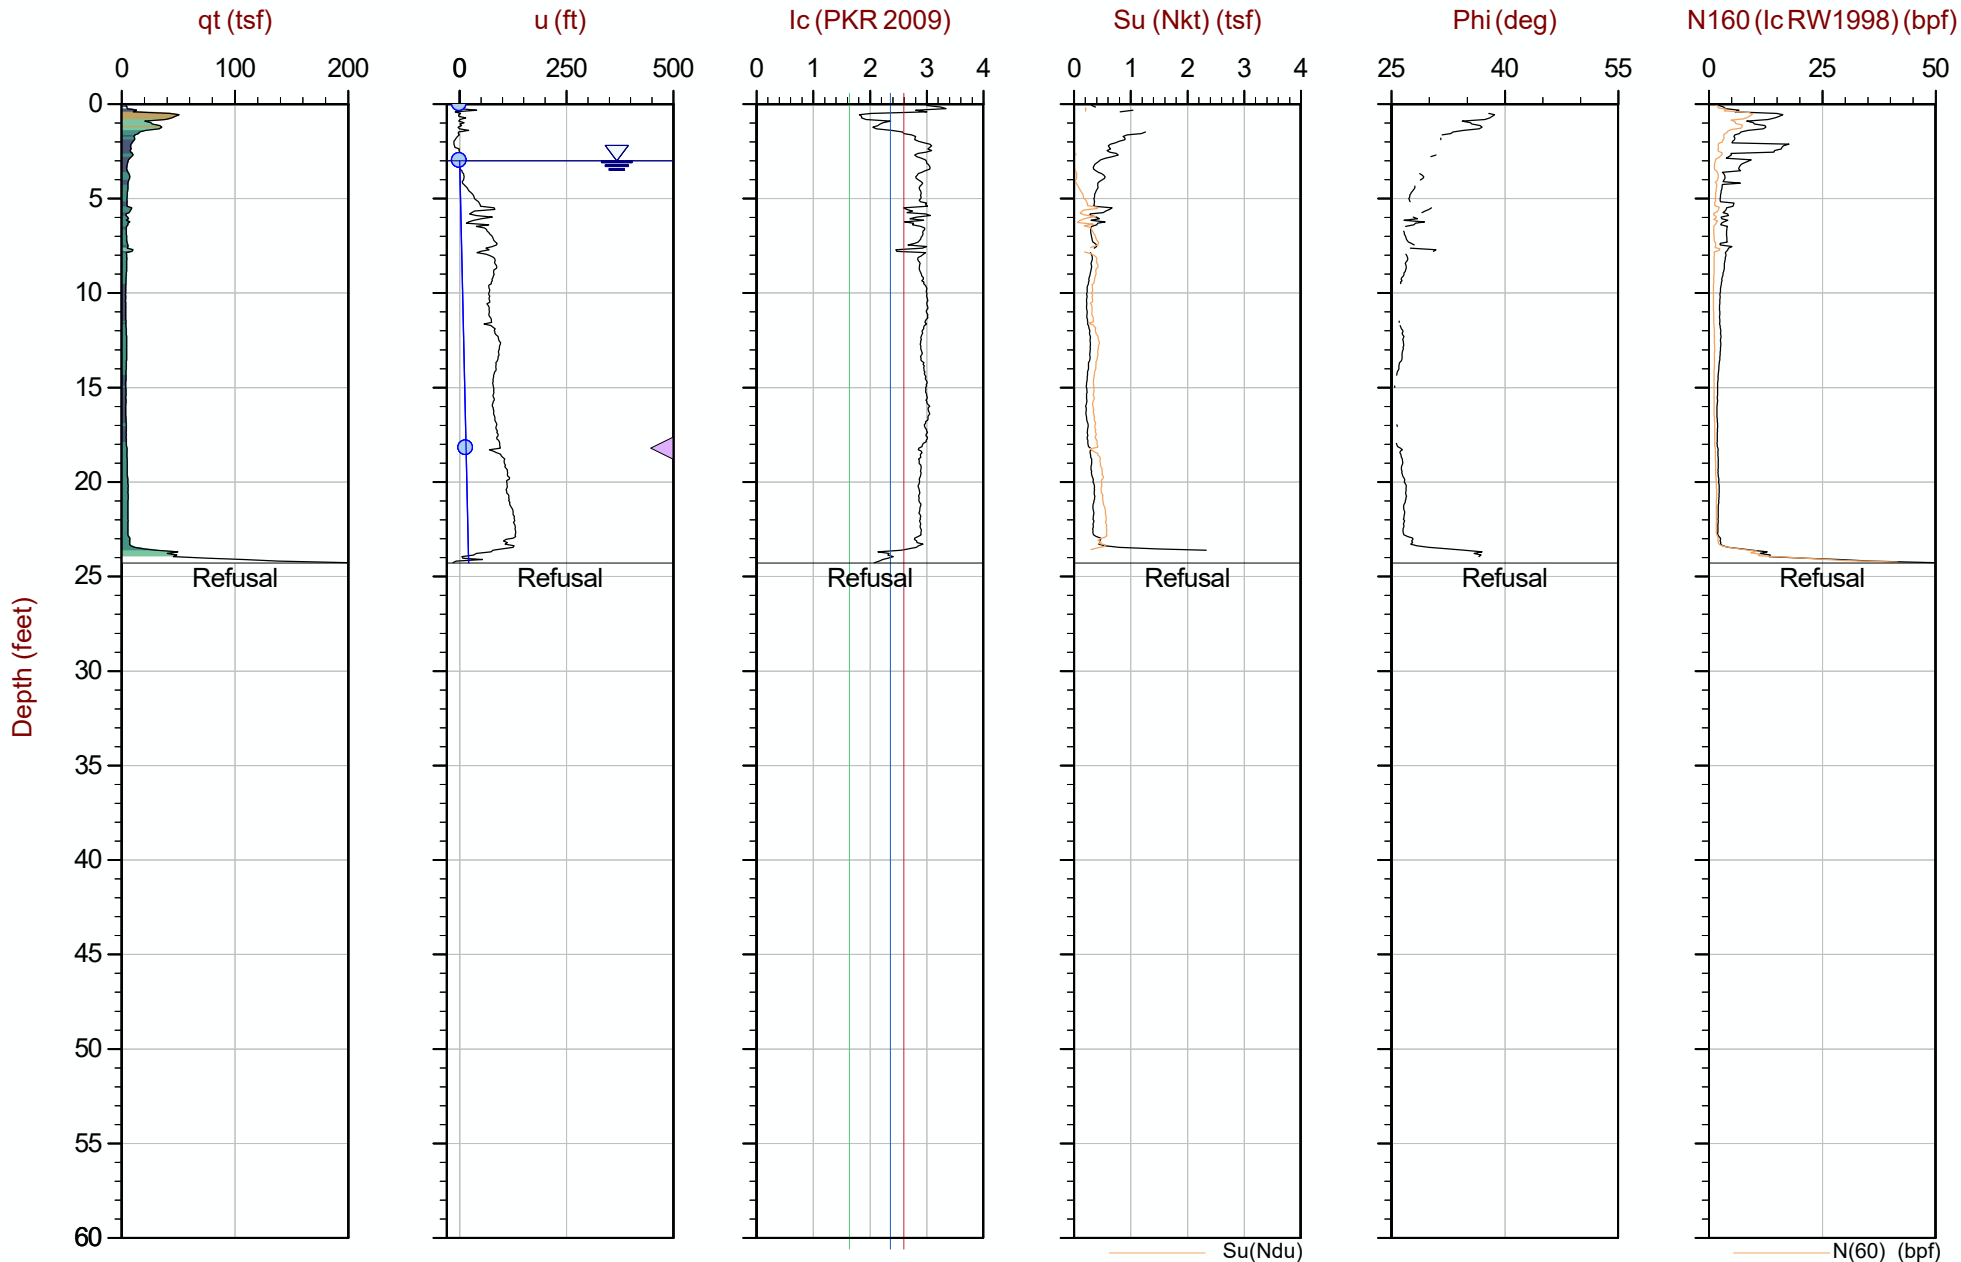 qt (tsf) u (ft) Ic (PKR 2009) Su (Nkt) (tsf) Phi (deg) N160 (Ic RW1998) (bpf)
0 100 200 0 250 500 0 1 2 3 4 0 1 2 3 4 25 40 55 0 25 50
0
5
10
15
20
25
Refusal Refusal Refusal Refusal Refusal Refusal
30
35
40
45
50
55
60
Depth (feet)
Su(Ndu) N(60) (bpf)